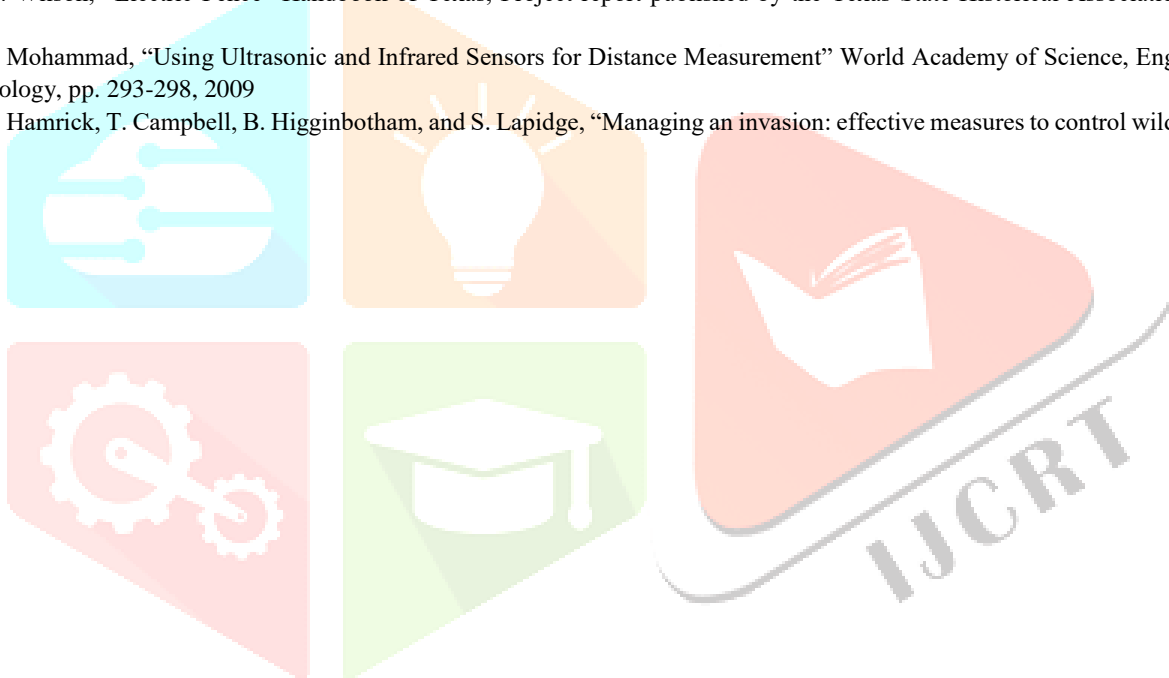 Mohammad, “Using Ultrasonic and Infrared Sensors for Distance Measurement” World Academy of Science, Eng
ology, pp. 293-298, 2009
Hamrick, T. Campbell, B. Higginbotham, and S. Lapidge, “Managing an invasion: effective measures to control wild
IJCRT